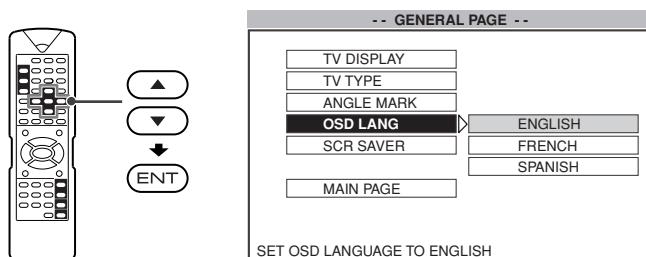 - - GENERAL PAGE - -
TV DISPLAY
TV TYPE
ANGLE MARK
OSD LANG
ENGLISH
SCR SAVER
FRENCH
SPANISH
MAIN PAGE
ENT
SET OSD LANGUAGE TO ENGLISH